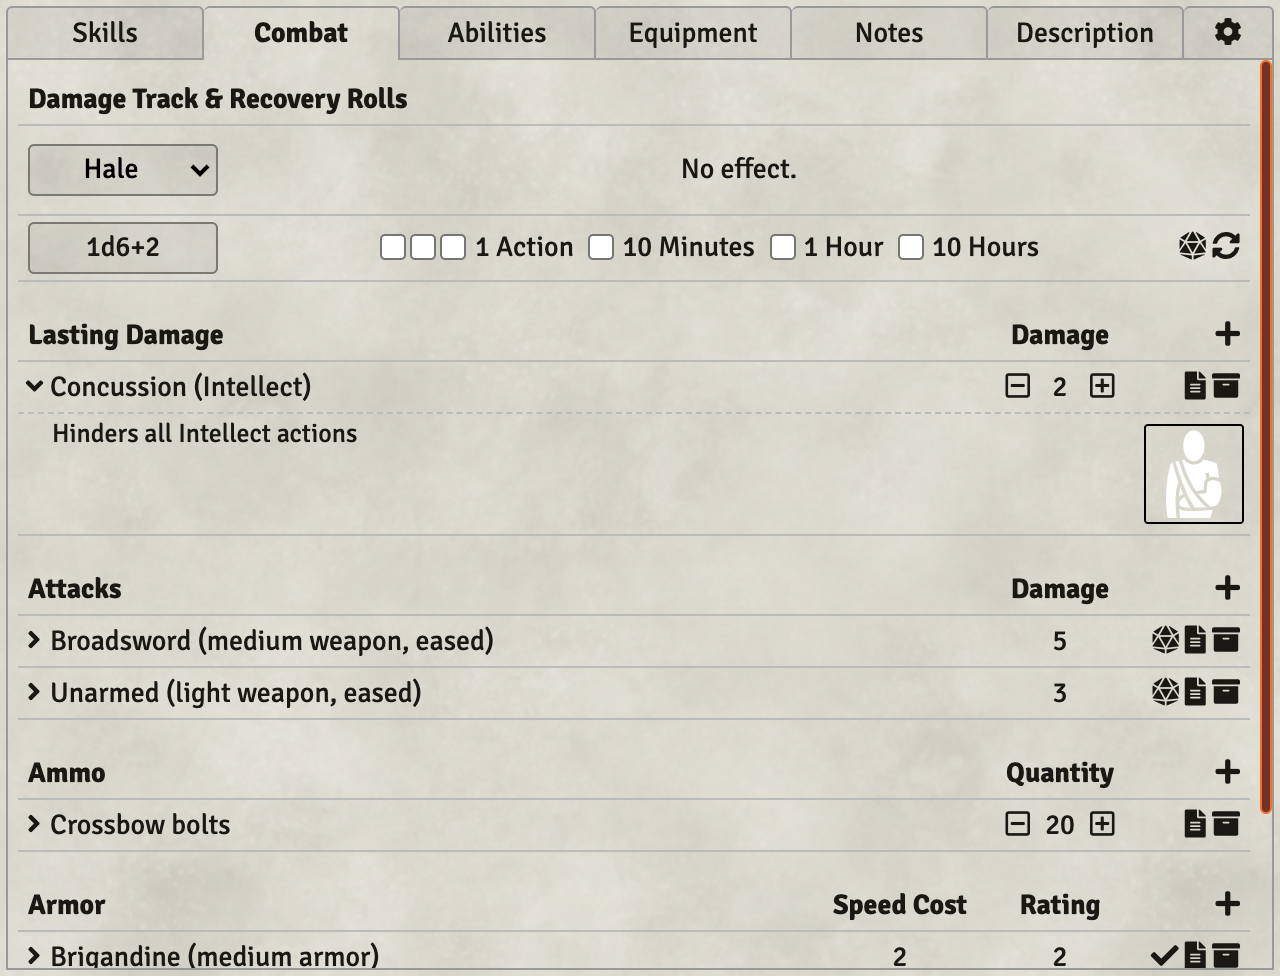 Skills Combat Abilities Equipment Notes Description
Damage Track & Recovery Rolls
Hale No effect.
1d6+2 1 Action 10 Minutes 1 Hour 10 Hours
Lasting Damage Damage
Concussion (Intellect) 2
Hinders all Intellect actions
Attacks Damage
Broadsword (medium weapon, eased) 5
Unarmed (light weapon, eased) 3
Ammo Quantity
Crossbow bolts 20
Armor Speed Cost Rating
Brigandine (medium armor) 2 2